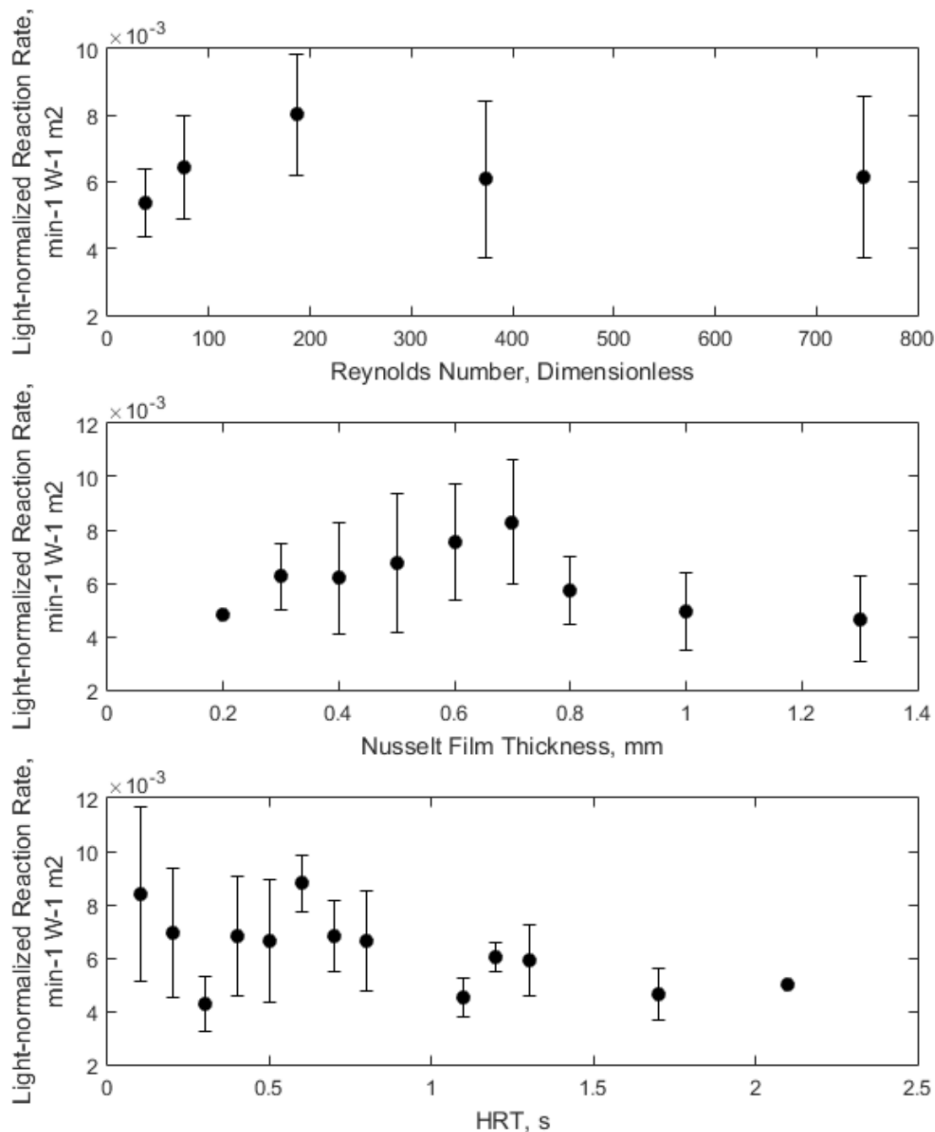 ×10-3
Light-normalized Reaction Rate,
min-1 W-1 m2
10
8
6
4
2
0 100 200 300 400 500 600 700 800
Reynolds Number, Dimensionless
×10-3
Light-normalized Reaction Rate,
min-1 W-1 m2
12
10
8
6
4
2
0 0.2 0.4 0.6 0.8 1 1.2 1.4
Nusselt Film Thickness, mm
×10-3
Light-normalized Reaction Rate,
min-1 W-1 m2
12
10
8
6
4
2
0 0.5 1 1.5 2 2.5
HRT, s